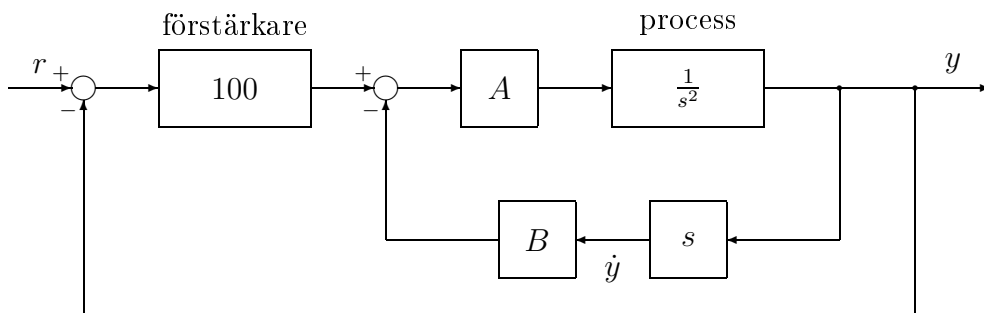 förstärkare
process
r
+
−
100
+
−
A
1/s²
y
B
s
ẏ